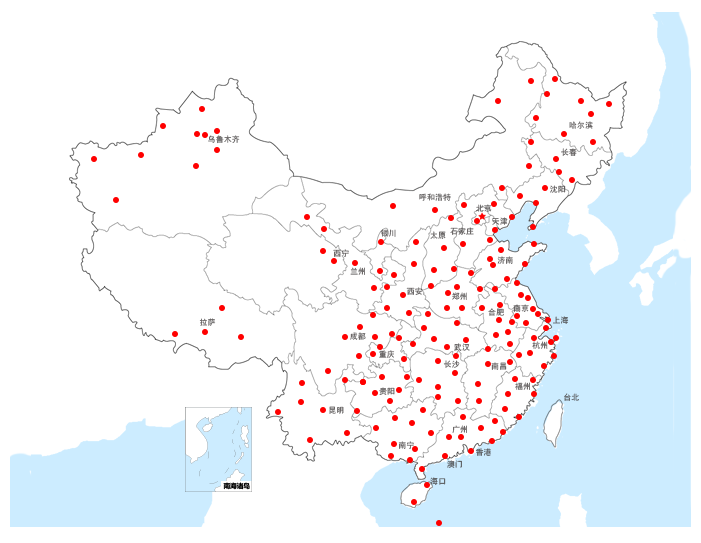 哈尔滨
乌鲁木齐
长春
沈阳
呼和浩特
北京
天津
银川
太原
石家庄
西宁
济南
兰州
西安
郑州
拉萨
合肥
南京
上海
成都
武汉
杭州
重庆
长沙
南昌
贵阳
福州
台北
昆明
广州
南宁
香港
澳门
海口
南海诸岛